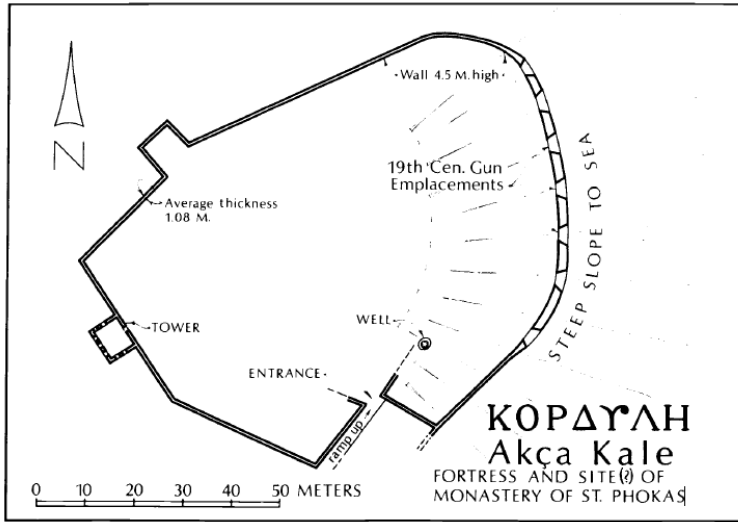 Wall 4.5 M. high
19th Cen. Gun
Emplacements
STEEP SLOPE TO SEA
N
Average thickness
1.08 M.
TOWER
WELL
ENTRANCE
ramp up
ΚΟΡΔΥΛΗ
Akça Kale
FORTRESS AND SITE(?) OF
MONASTERY OF ST. PHOKAS
0 10 20 30 40 50 METERS